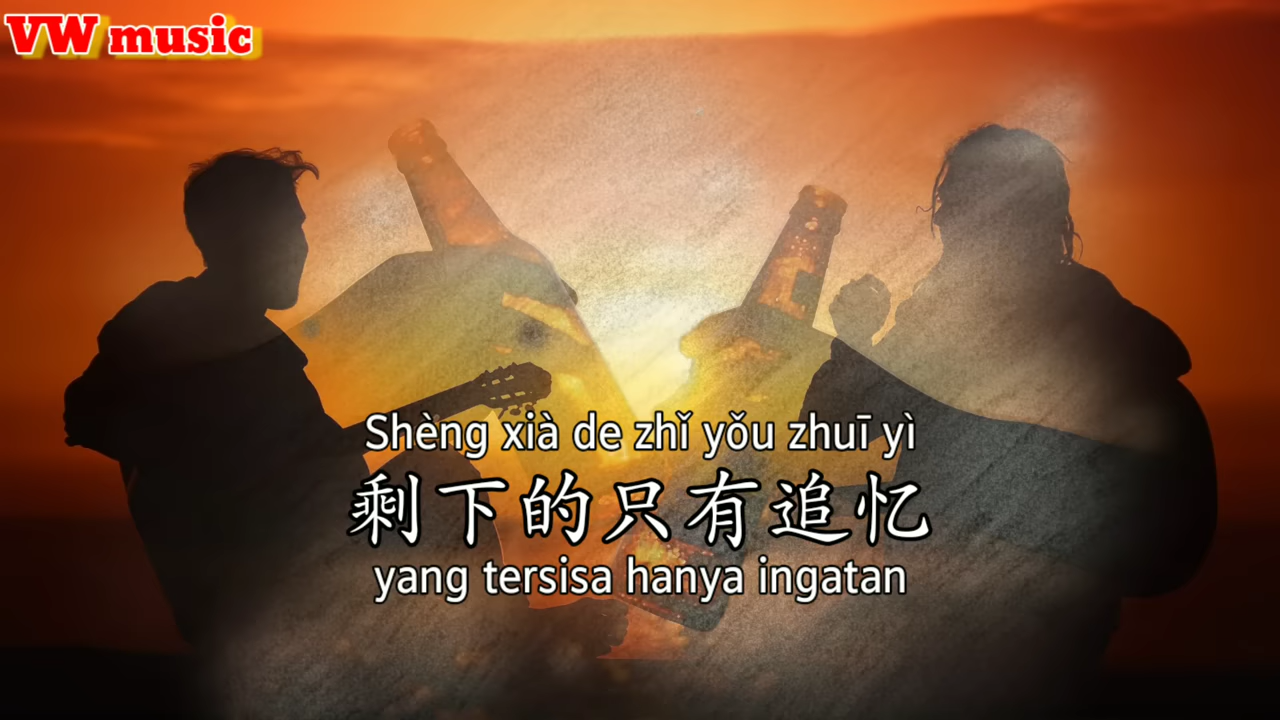 VW music
Shèng xià de zhǐ yǒu zhuī yì
剩下的只有追忆
yang tersisa hanya ingatan